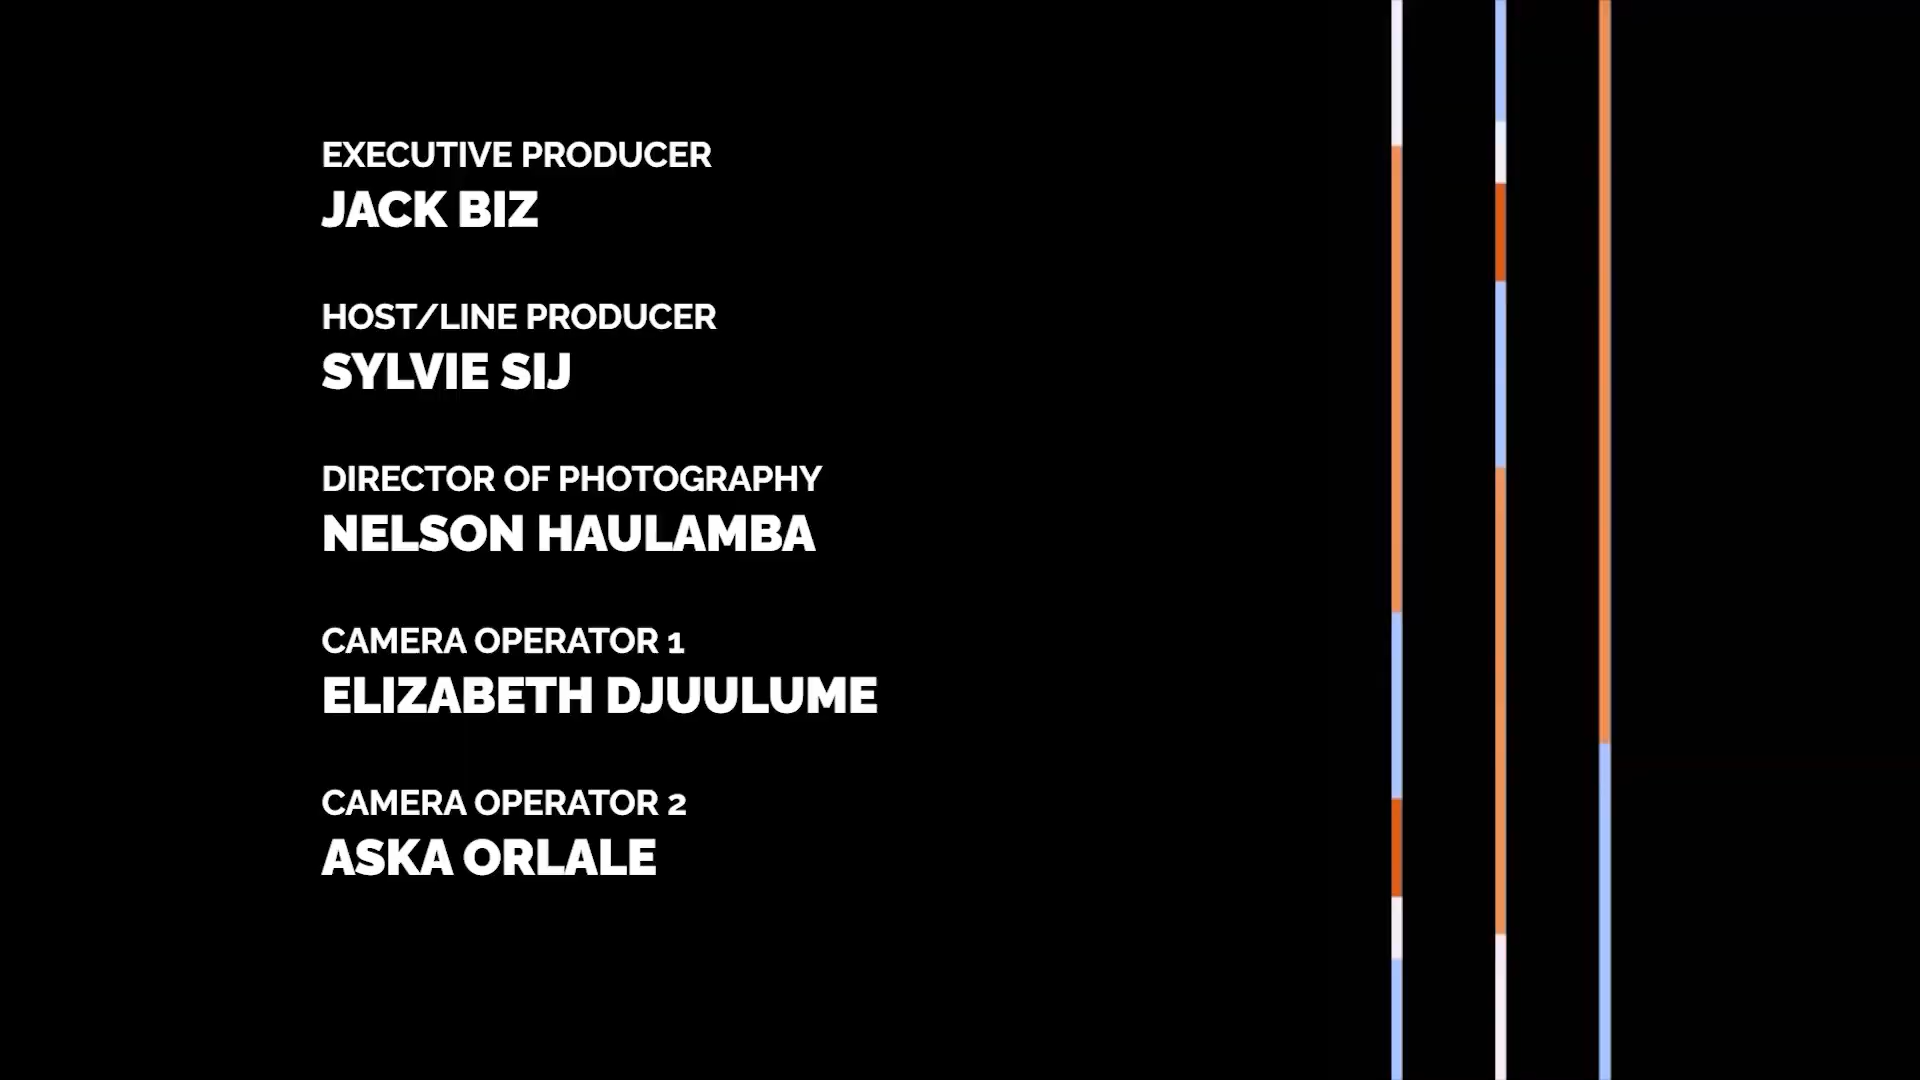 EXECUTIVE PRODUCER
JACK BIZ
HOST/LINE PRODUCER
SYLVIE SIJ
DIRECTOR OF PHOTOGRAPHY
NELSON HAULAMBA
CAMERA OPERATOR 1
ELIZABETH DJUULUME
CAMERA OPERATOR 2
ASKA ORLALE